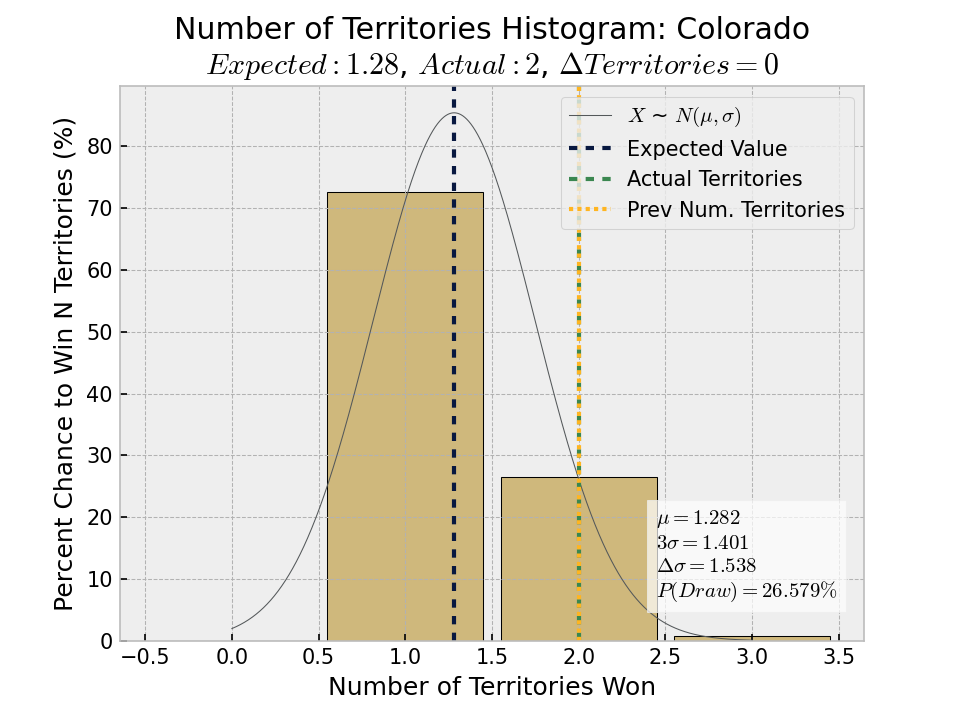 Number of Territories Histogram: Colorado
Expected : 1.28, Actual : 2, ΔTerritories = 0
Percent Chance to Win N Territories (%)
80
70
60
50
40
30
20
10
0
X ~ N(μ, σ)
Expected Value
Actual Territories
Prev Num. Territories
μ = 1.282
3σ = 1.401
Δσ = 1.538
P(Draw) = 26.579%
−0.5 0.0 0.5 1.0 1.5 2.0 2.5 3.0 3.5
Number of Territories Won